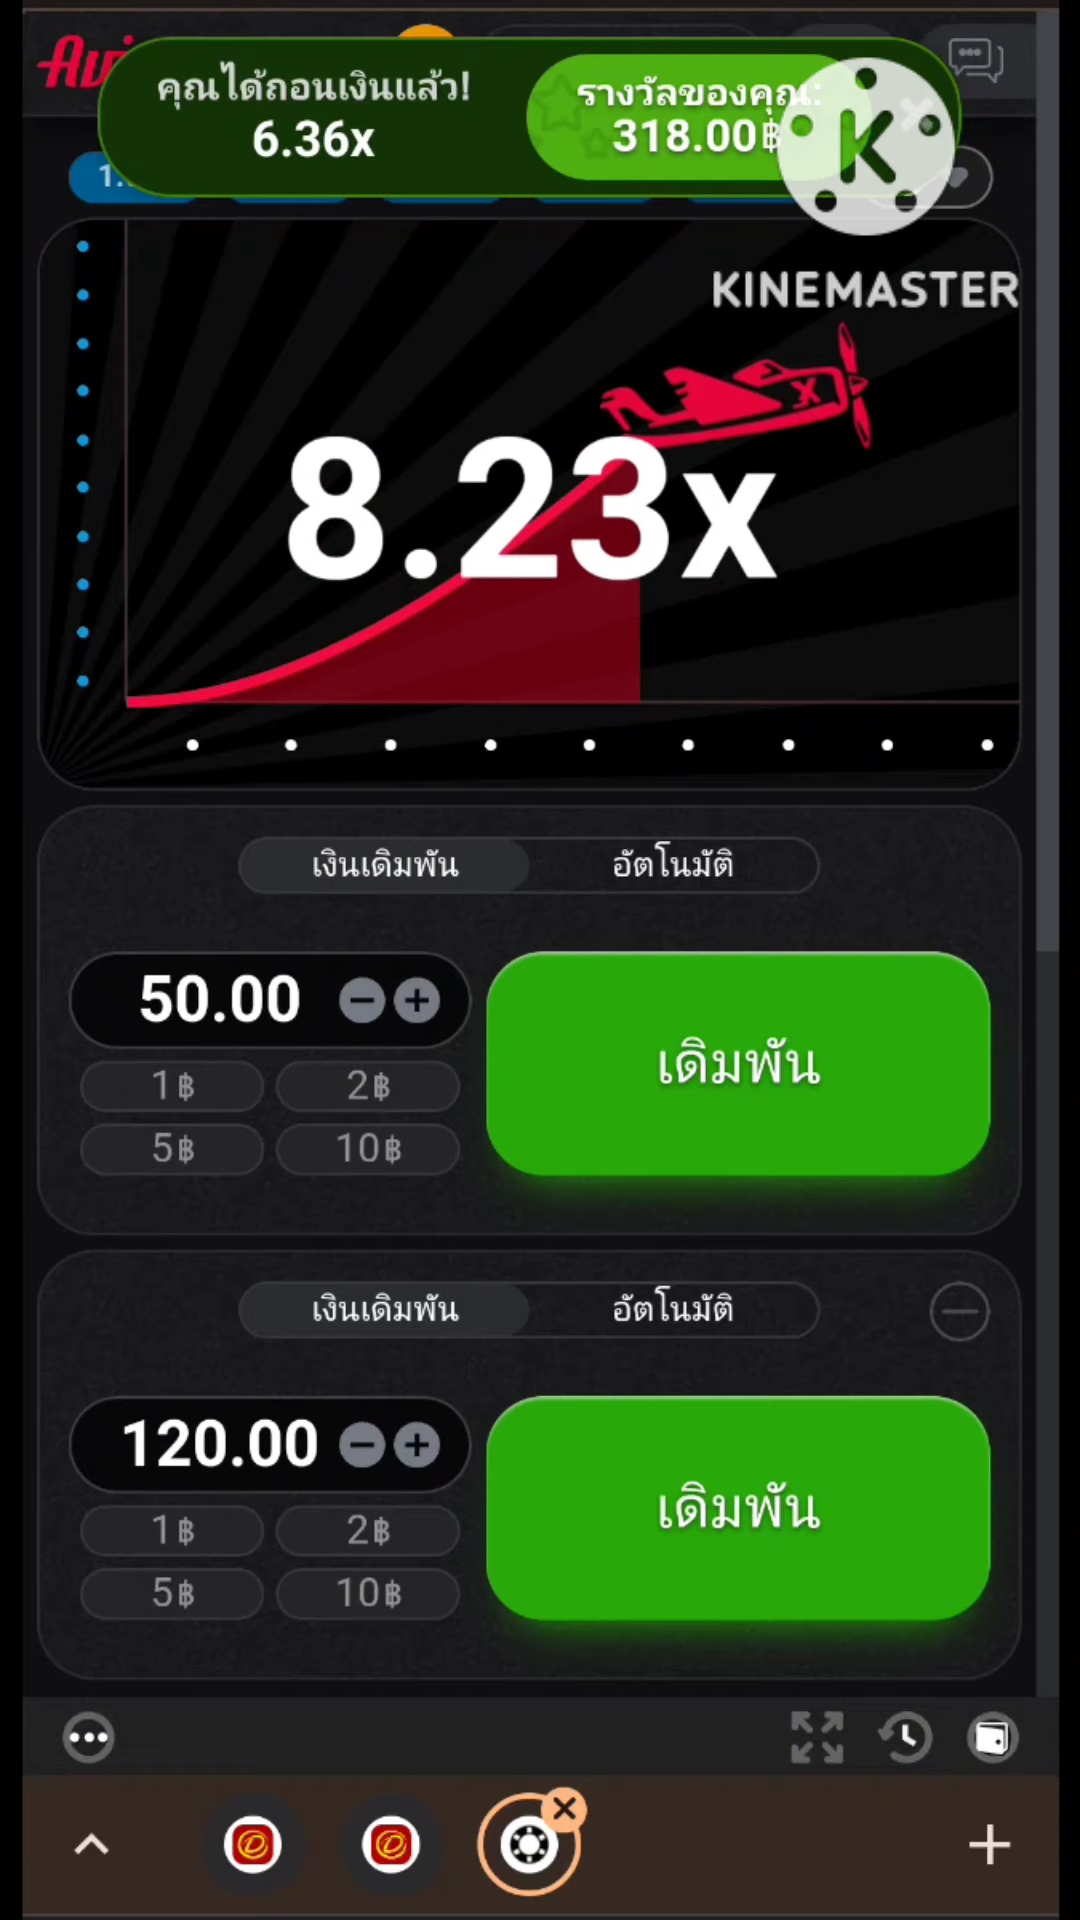 คุณได้ถอนเงินแล้ว!
6.36x
รางวัลของคุณ:
318.00฿
K
KINEMASTER
x
8.23x
เงินเดิมพัน
อัตโนมัติ
50.00
1฿
2฿
5฿
10฿
เดิมพัน
เงินเดิมพัน
อัตโนมัติ
120.00
1฿
2฿
5฿
10฿
เดิมพัน